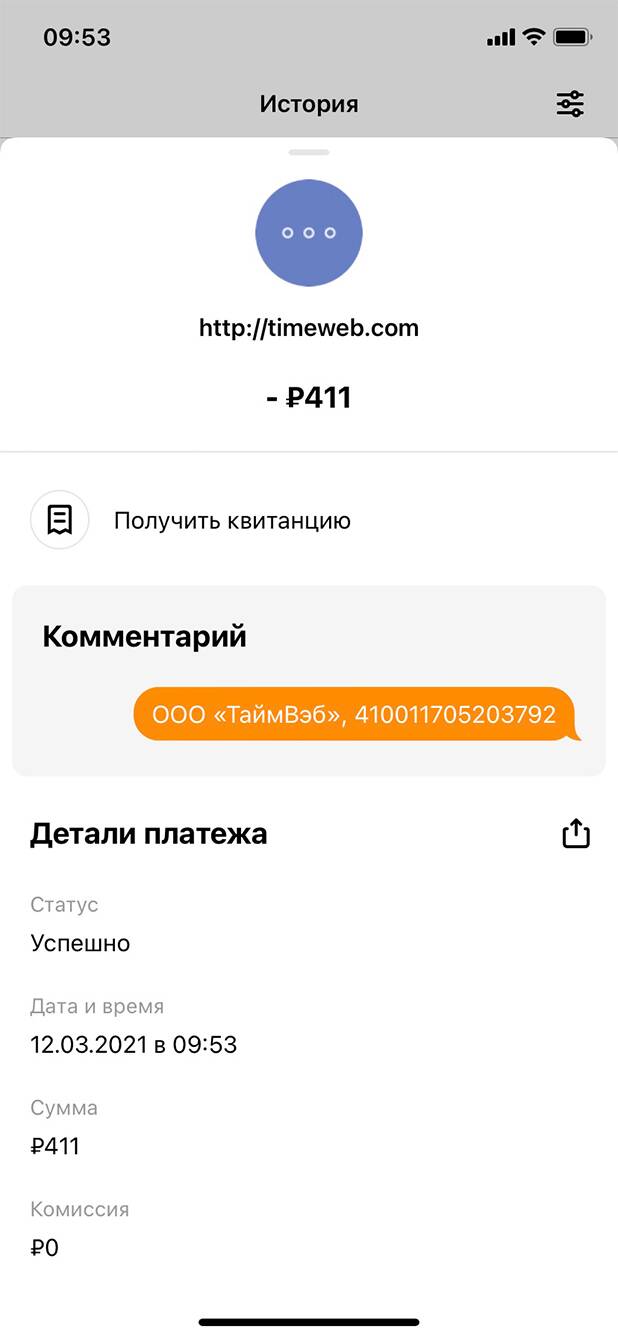 09:53
История
http://timeweb.com
- ₽411
Получить квитанцию
Комментарий
ООО «ТаймВэб», 410011705203792
Детали платежа
Статус
Успешно
Дата и время
12.03.2021 в 09:53
Сумма
₽411
Комиссия
₽0